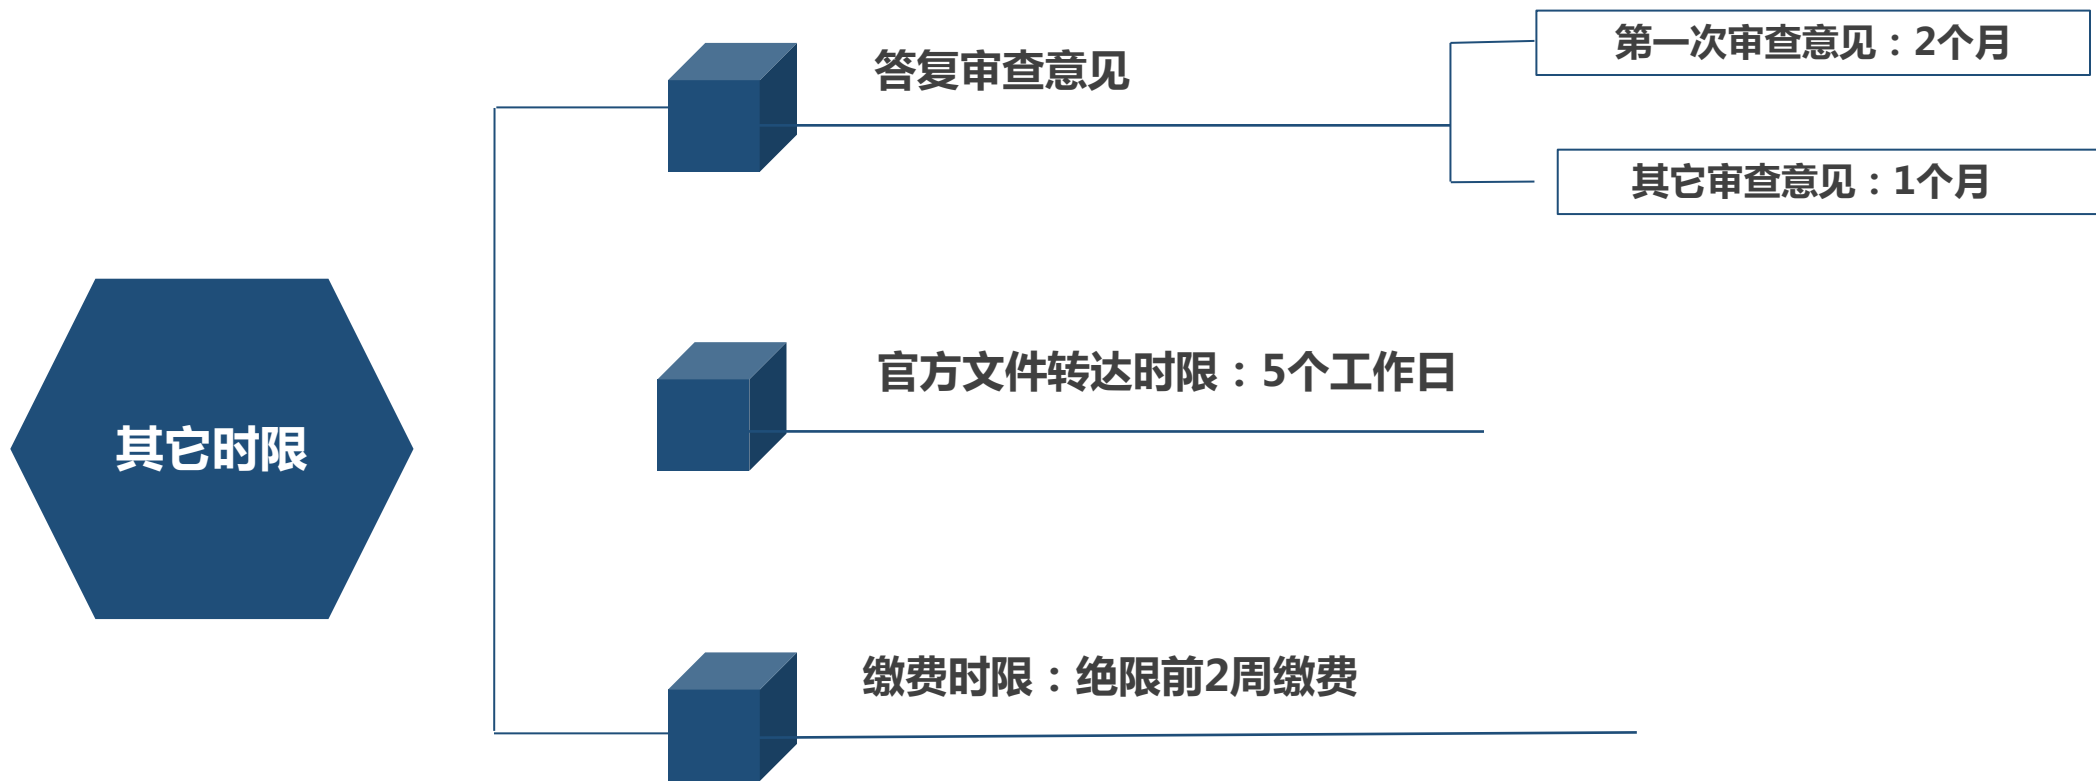 其它时限
答复审查意见
第一次审查意见：2个月
其它审查意见：1个月
官方文件转达时限：5个工作日
缴费时限：绝限前2周缴费